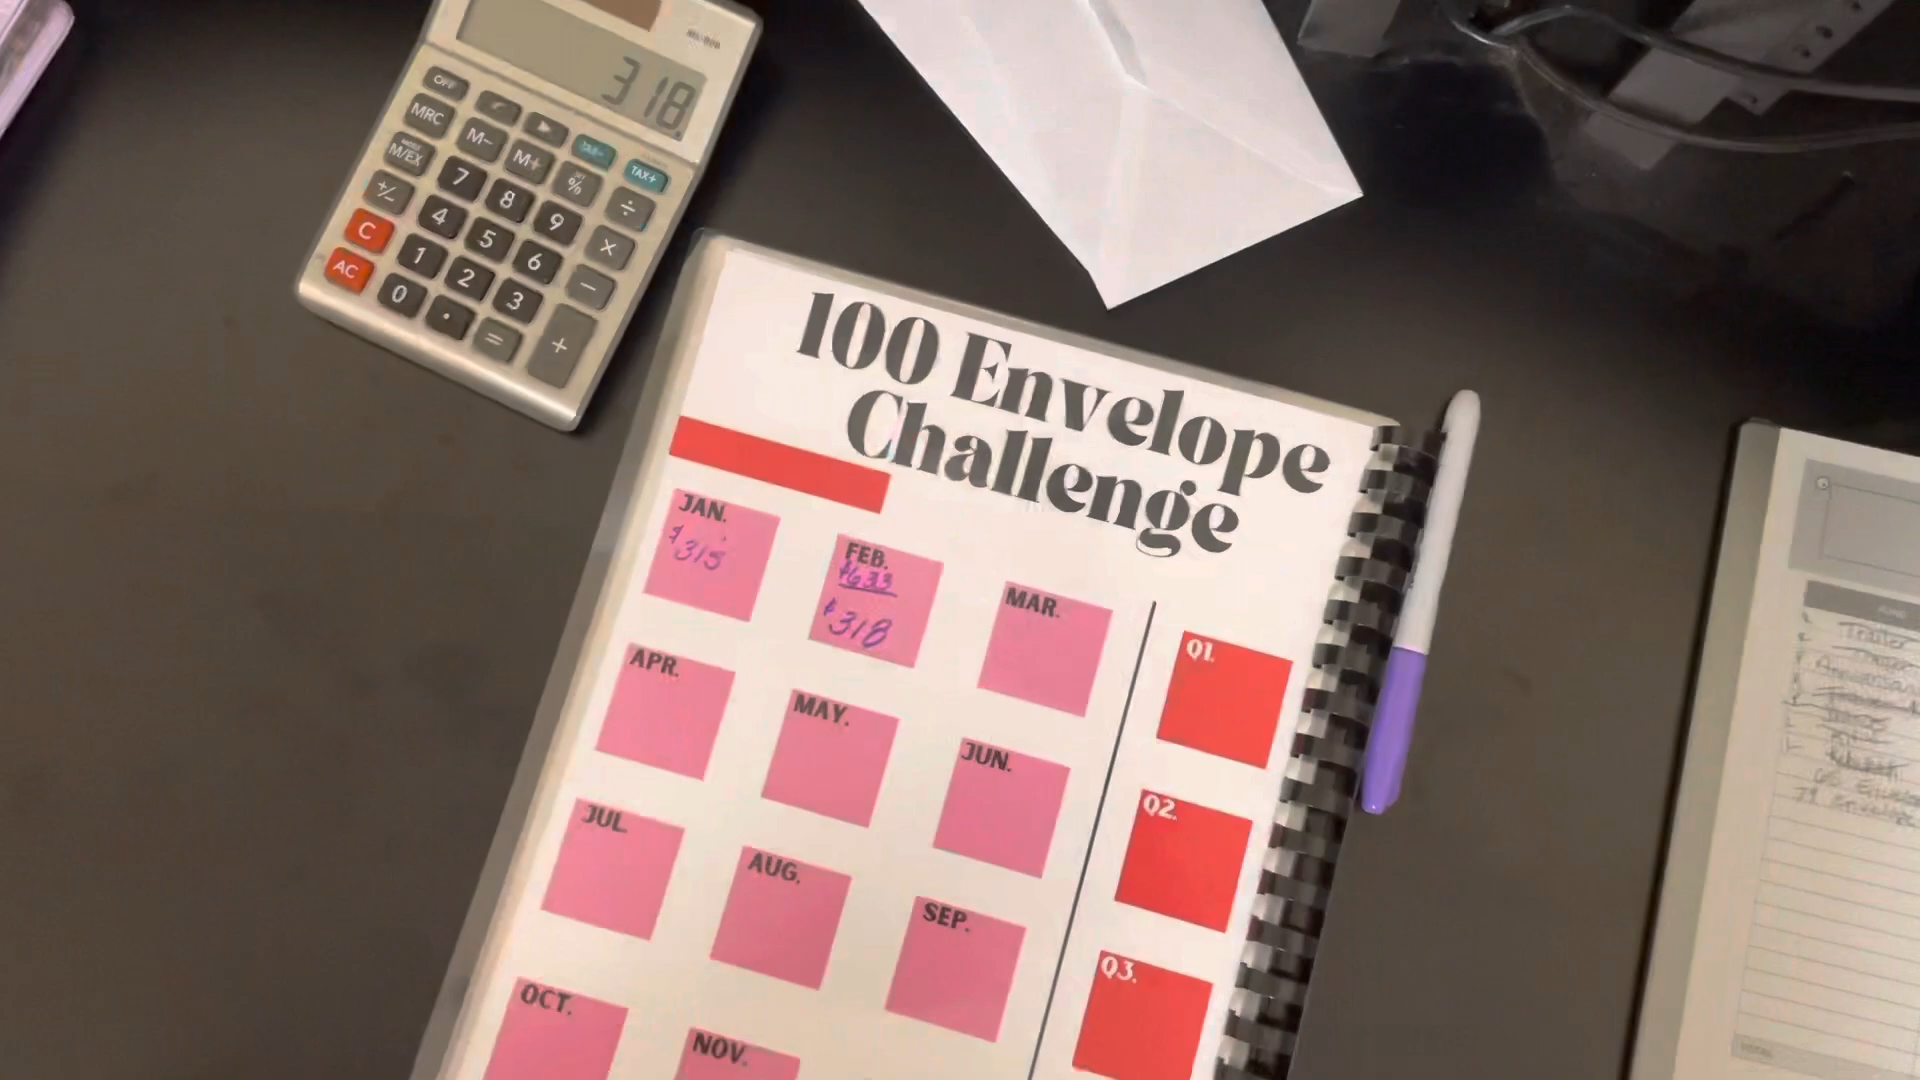 318.
OFF
MRC
M-
M+
%
TAX+
M/EX
+/-
7
8
9
÷
C
4
5
6
×
AC
1
2
3
−
0
.
=
+
100 Envelope
Challenge
JAN.
$315
FEB.
$633
$318
MAR.
APR.
MAY.
JUN.
JUL.
AUG.
SEP.
OCT.
NOV.
Q1.
Q2.
Q3.
Trailer